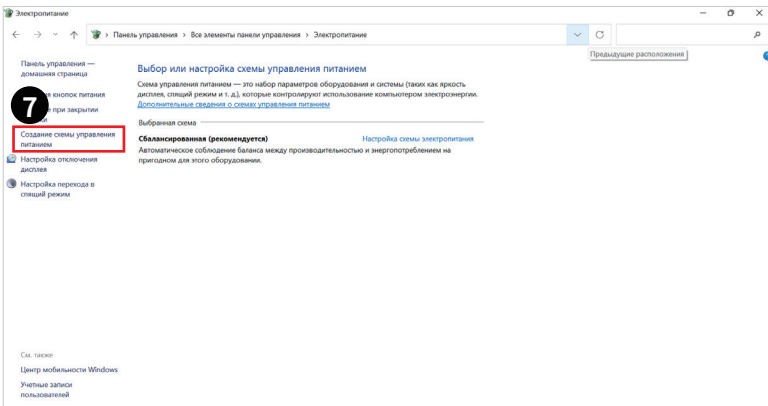 Электропитание
Панель управления > Все элементы панели управления > Электропитание
Предыдущие расположения
Панель управления —
домашняя страница
кнопок питания
при закрытии
7
Создание схемы управления
питанием
Настройка отключения
дисплея
Настройка перехода в
спящий режим
Выбор или настройка схемы управления питанием
Схема управления питанием — это набор параметров оборудования и системы (таких как яркость
дисплея, спящий режим и т. д.), которые контролируют использование компьютером электроэнергии.
Дополнительные сведения о схемах управления питанием
Выбранная схема
Сбалансированная (рекомендуется) Настройка схемы электропитания
Автоматическое соблюдение баланса между производительностью и энергопотреблением на
пригодном для этого оборудовании.
См. также
Центр мобильности Windows
Учетные записи
пользователей